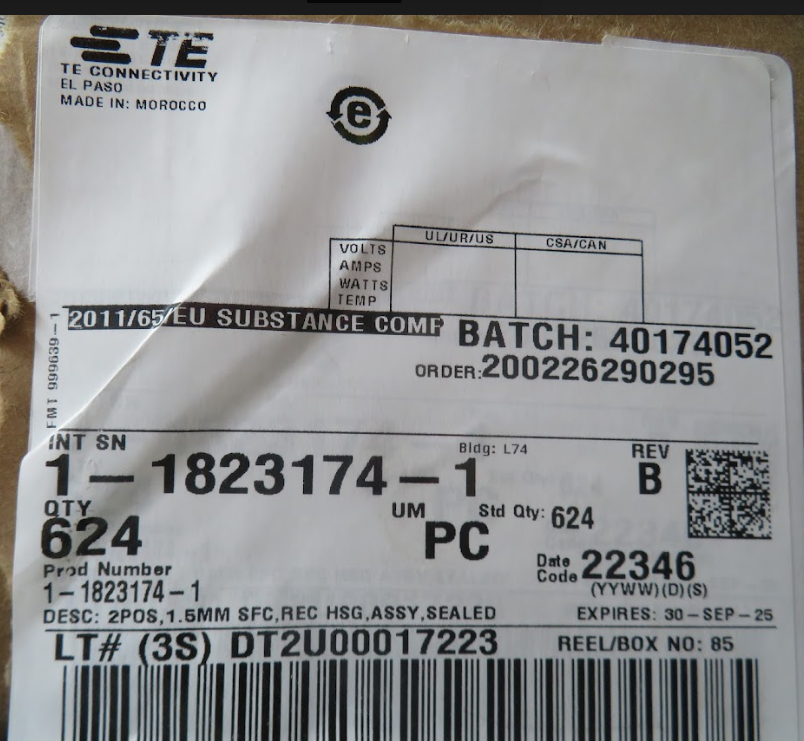 TE
TE CONNECTIVITY
EL PASO
MADE IN: MOROCCO
e
UL/UR/US CSA/CAN
VOLTS
AMPS
WATTS
TEMP
2011/65/EU SUBSTANCE COMP
BATCH: 40174052
ORDER:200226290295
FMT 999639-1
INT SN Bldg: L74 REV
1-1823174-1 B
QTY UM Std Qty: 624
624 PC
Prod Number Date Code 22346
1-1823174-1 (YYWW)(D)(S)
DESC: 2POS,1.5MM SFC,REC HSG,ASSY,SEALED EXPIRES: 30-SEP-25
LT# (3S) DT2U00017223 REEL/BOX NO: 85